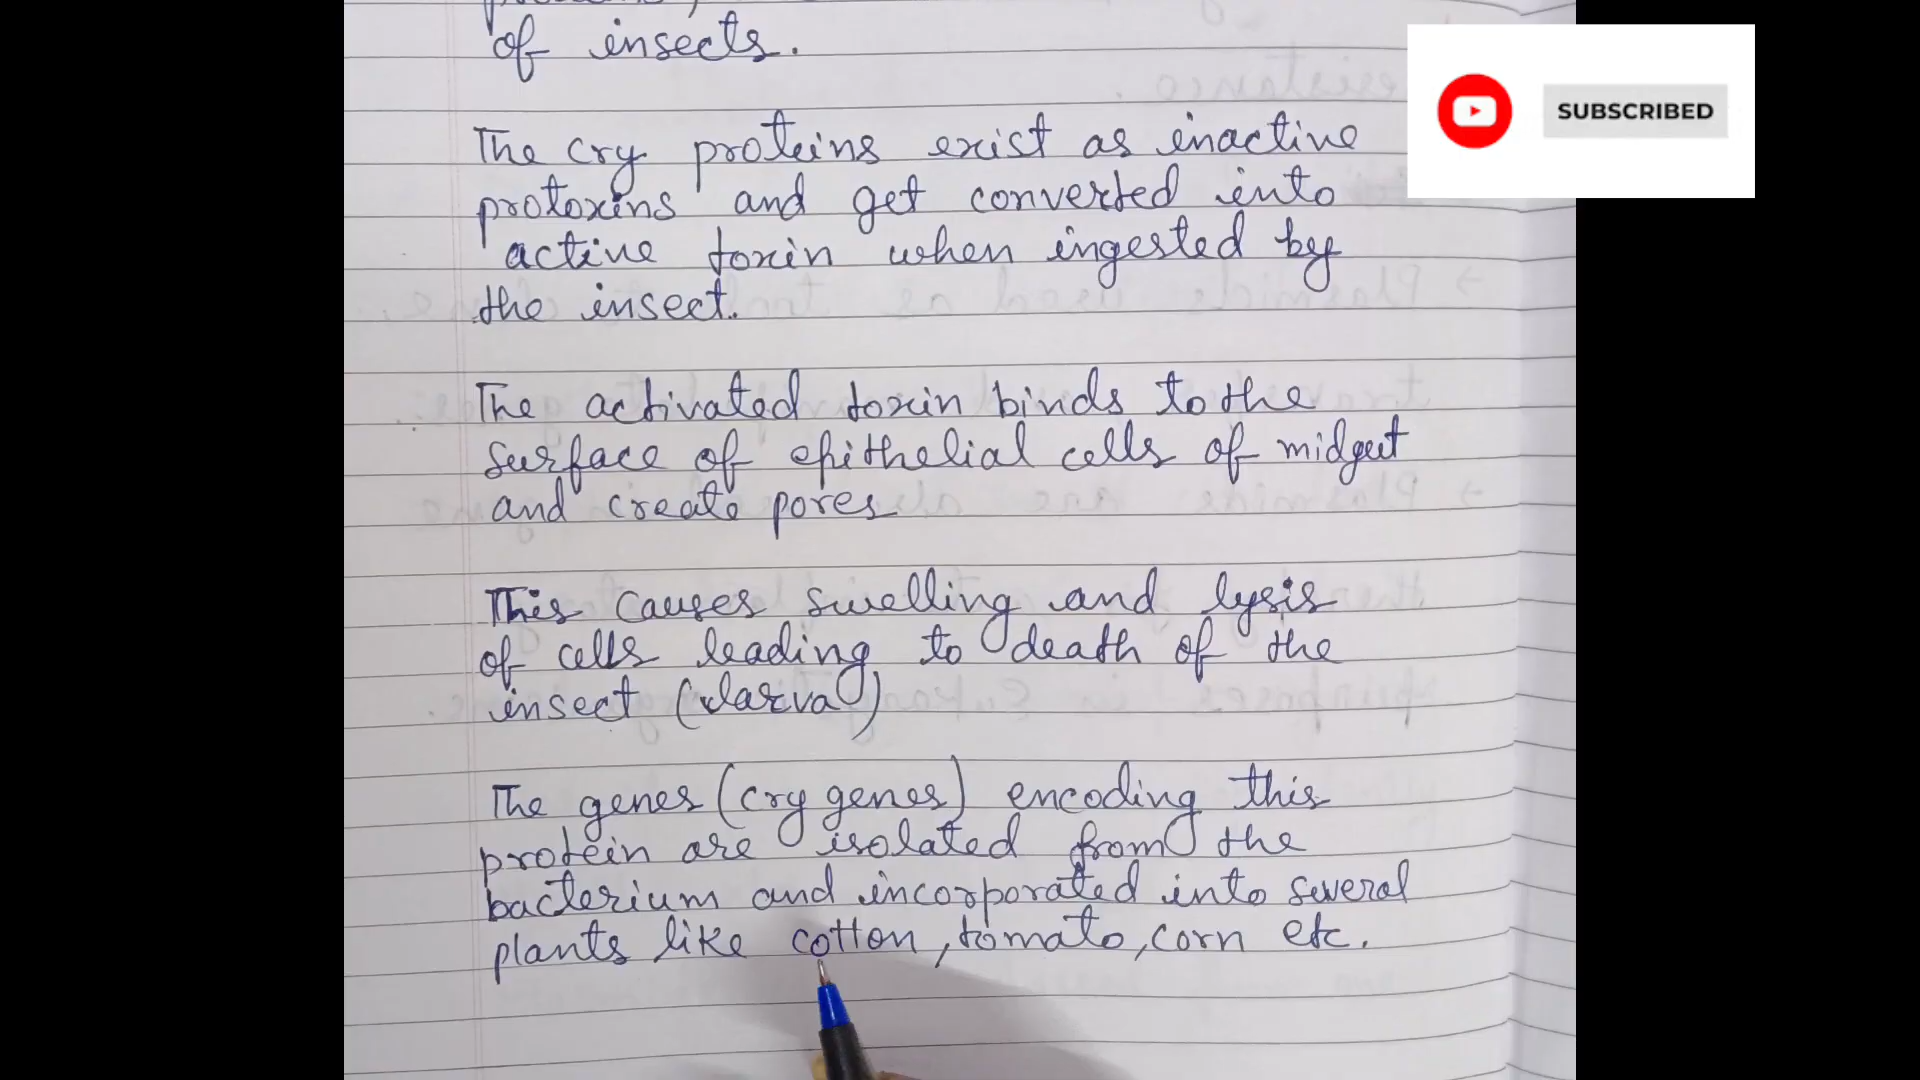 of insects.
The cry proteins exist as inactive
protoxins and get converted into
active toxin when ingested by
the insect.
The activated toxin binds to the
surface of epithelial cells of midgut
and create pores
This causes swelling and lysis
of cells leading to death of the
insect (larva)
The genes (cry genes) encoding this
protein are isolated from the
bacterium and incorporated into several
plants like cotton, tomato, corn etc.
SUBSCRIBED